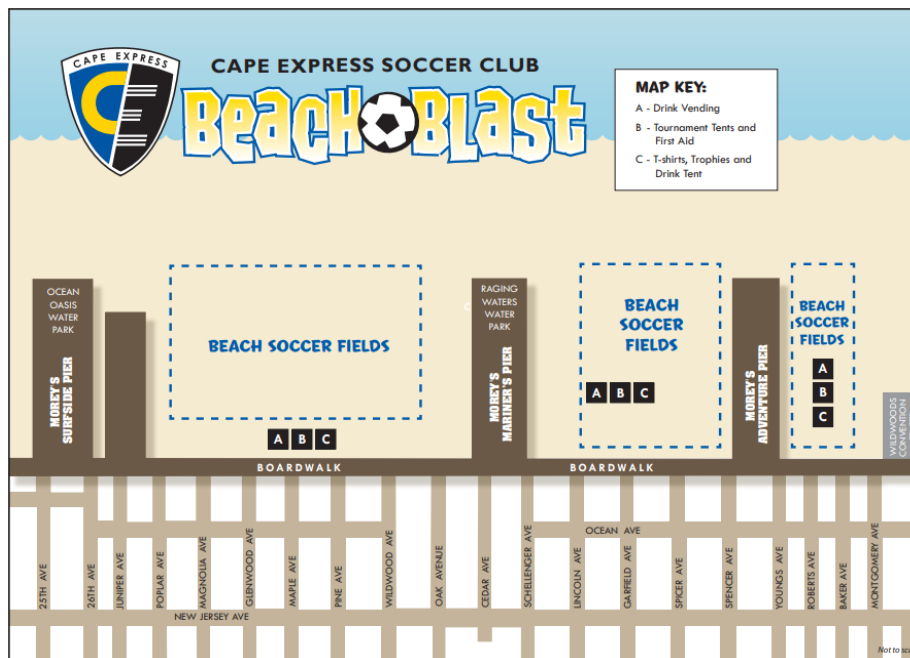 CAPE EXPRESS
CE
CAPE EXPRESS SOCCER CLUB
BEACH BLAST
MAP KEY:
A - Drink Vending
B - Tournament Tents and
First Aid
C - T-shirts, Trophies and
Drink Tent
OCEAN
OASIS
WATER
PARK
MOREY'S
SURFSIDE PIER
BEACH SOCCER FIELDS
A B C
RAGING
WATERS
WATER
PARK
C
MOREY'S
MARINER'S PIER
BEACH
SOCCER
FIELDS
A B C
MOREY'S
ADVENTURE PIER
BEACH
SOCCER
FIELDS
A
B
C
WILDWOODS
CONVENTION
BOARDWALK
BOARDWALK
OCEAN AVE
25TH AVE
26TH AVE
JUNIPER AVE
POPLAR AVE
MAGNOLIA AVE
GLENWOOD AVE
MAPLE AVE
PINE AVE
WILDWOOD AVE
OAK AVENUE
CEDAR AVE
SCHELLENGER AVE
LINCOLN AVE
GARFIELD AVE
SPICER AVE
SPENCER AVE
YOUNGS AVE
ROBERTS AVE
BAKER AVE
MONTGOMERY AVE
NEW JERSEY AVE
Not to